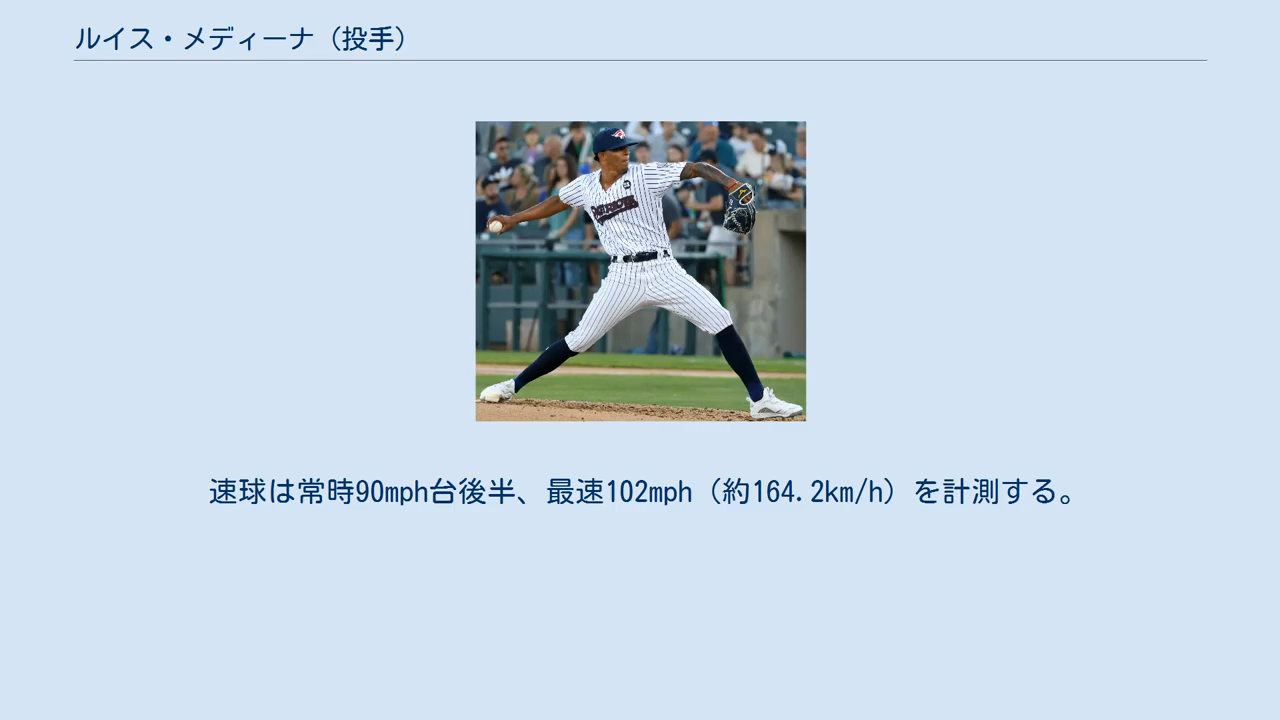 ルイス・メディーナ（投手）
速球は常時90mph台後半、最速102mph（約164.2km/h）を計測する。